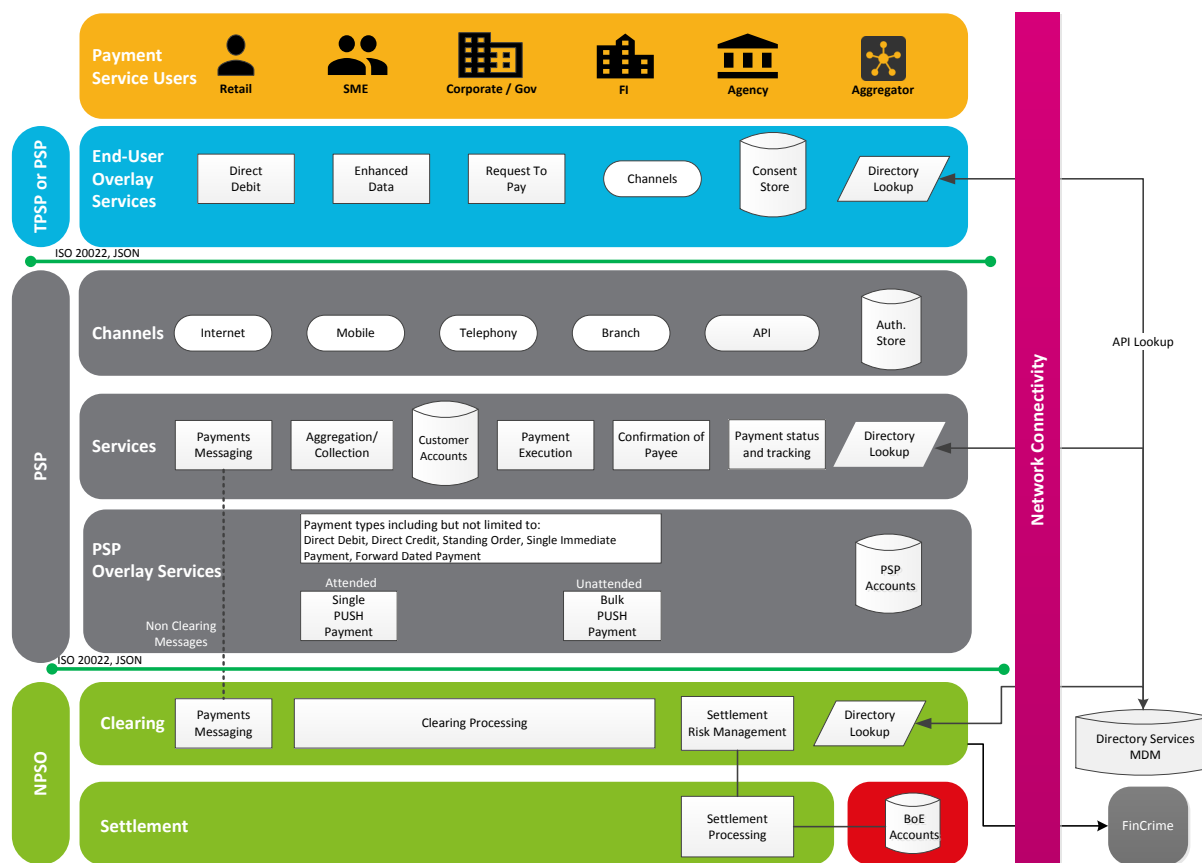 Payment
Service Users
Retail
SME
Corporate / Gov
FI
Agency
Aggregator
TPSP or PSP
End-User
Overlay
Services
Direct
Debit
Enhanced
Data
Request To
Pay
Channels
Consent
Store
Directory
Lookup
ISO 20022, JSON
PSP
Channels
Internet
Mobile
Telephony
Branch
API
Auth.
Store
API Lookup
Network Connectivity
Services
Payments
Messaging
Aggregation/
Collection
Customer
Accounts
Payment
Execution
Confirmation of
Payee
Payment status
and tracking
Directory
Lookup
PSP
Overlay Services
Payment types including but not limited to:
Direct Debit, Direct Credit, Standing Order, Single Immediate
Payment, Forward Dated Payment
Attended
Single
PUSH
Payment
Unattended
Bulk
PUSH
Payment
PSP
Accounts
Non Clearing
Messages
ISO 20022, JSON
NPSO
Clearing
Payments
Messaging
Clearing Processing
Settlement
Risk Management
Directory
Lookup
Directory Services
MDM
Settlement
Settlement
Processing
BoE
Accounts
FinCrime